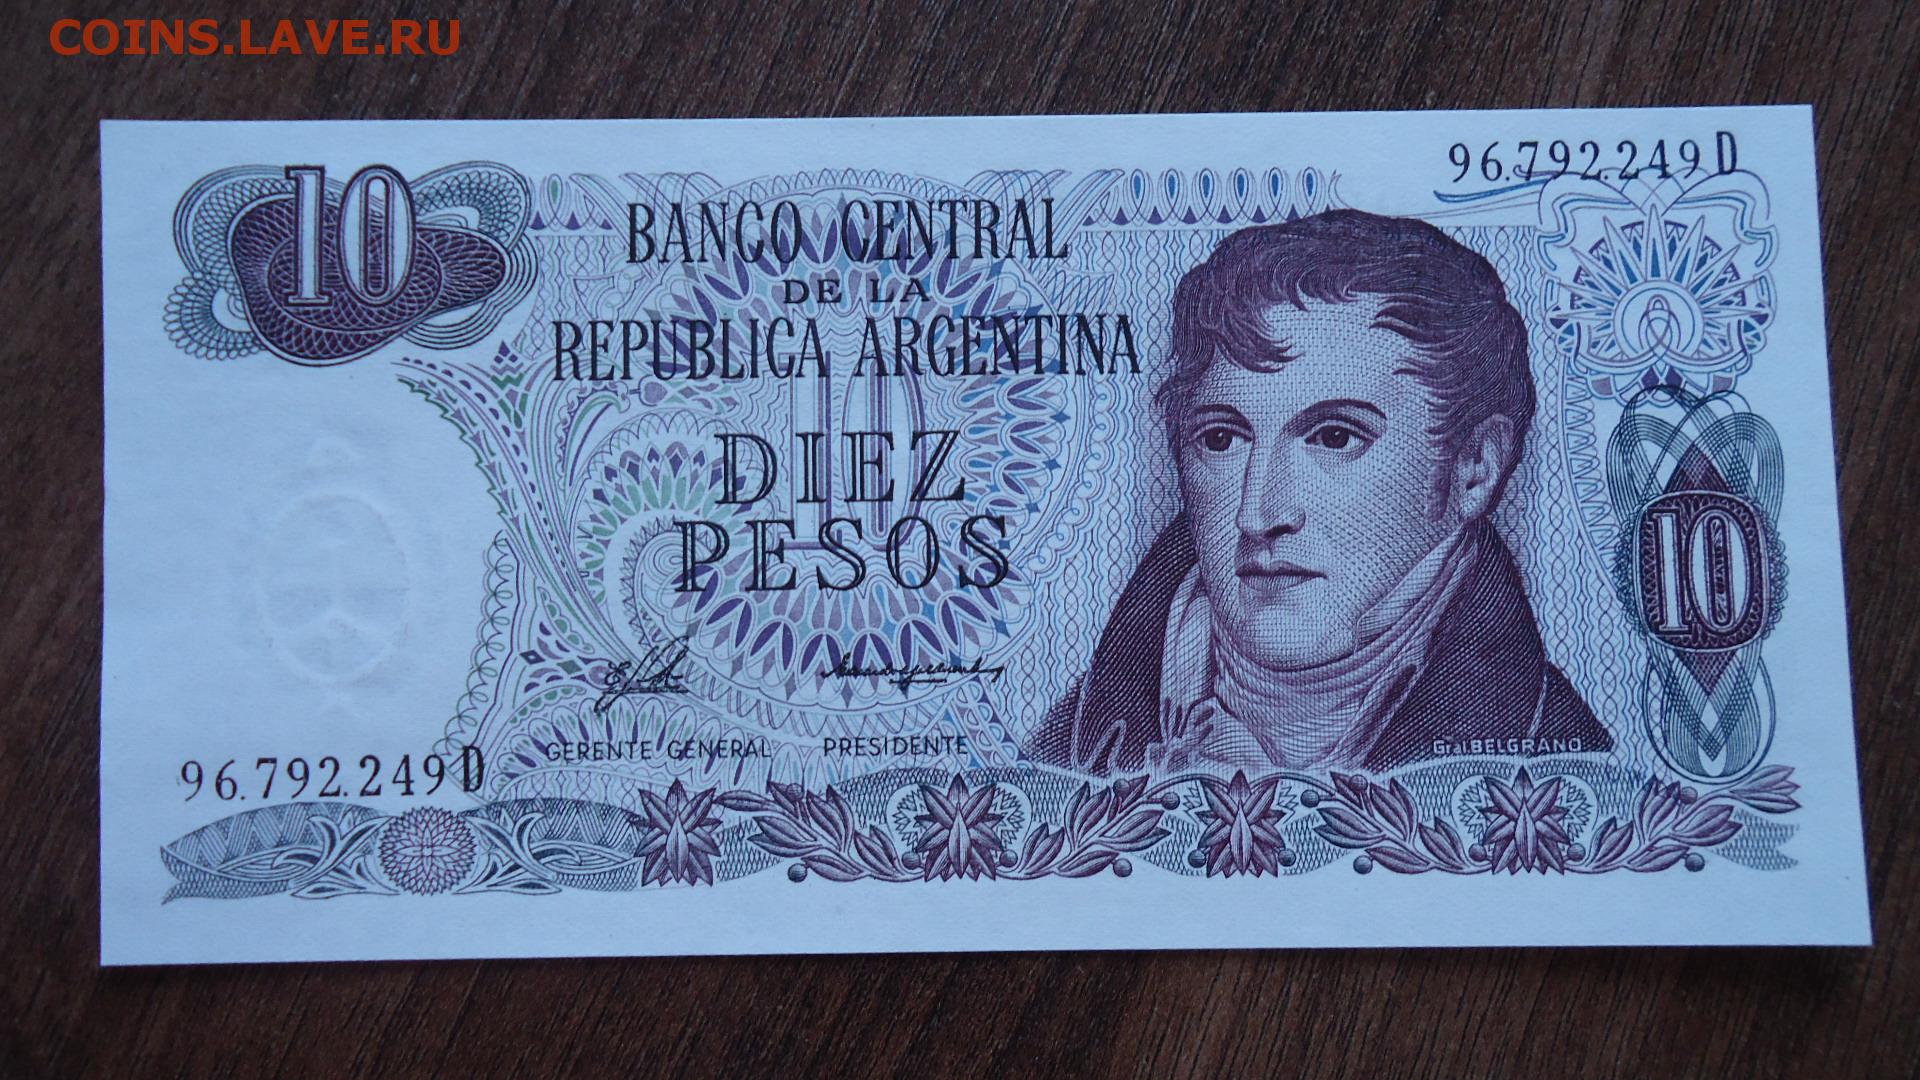 COINS.LAVE.RU
96.792.249 D
10
BANCO CENTRAL
DE LA
REPUBLICA ARGENTINA
10
DIEZ
PESOS
10
GERENTE GENERAL PRESIDENTE
Gral.BELGRANO
96.792.249 D